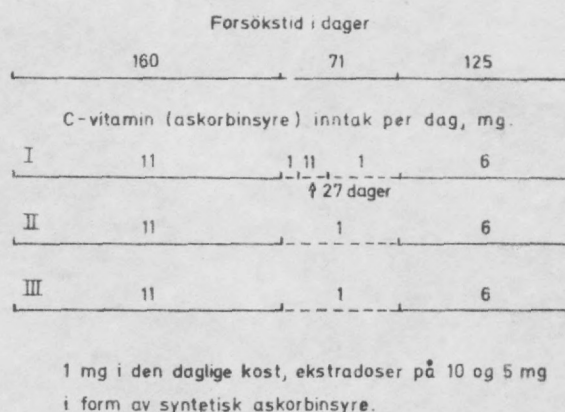 Forsökstid i dager
160 71 125
C-vitamin (askorbinsyre) inntak per dag, mg.
I 11 1 11 1 6
↑ 27 dager
II 11 1 6
III 11 1 6
1 mg i den daglige kost, ekstradoser på 10 og 5 mg
i form av syntetisk askorbinsyre.